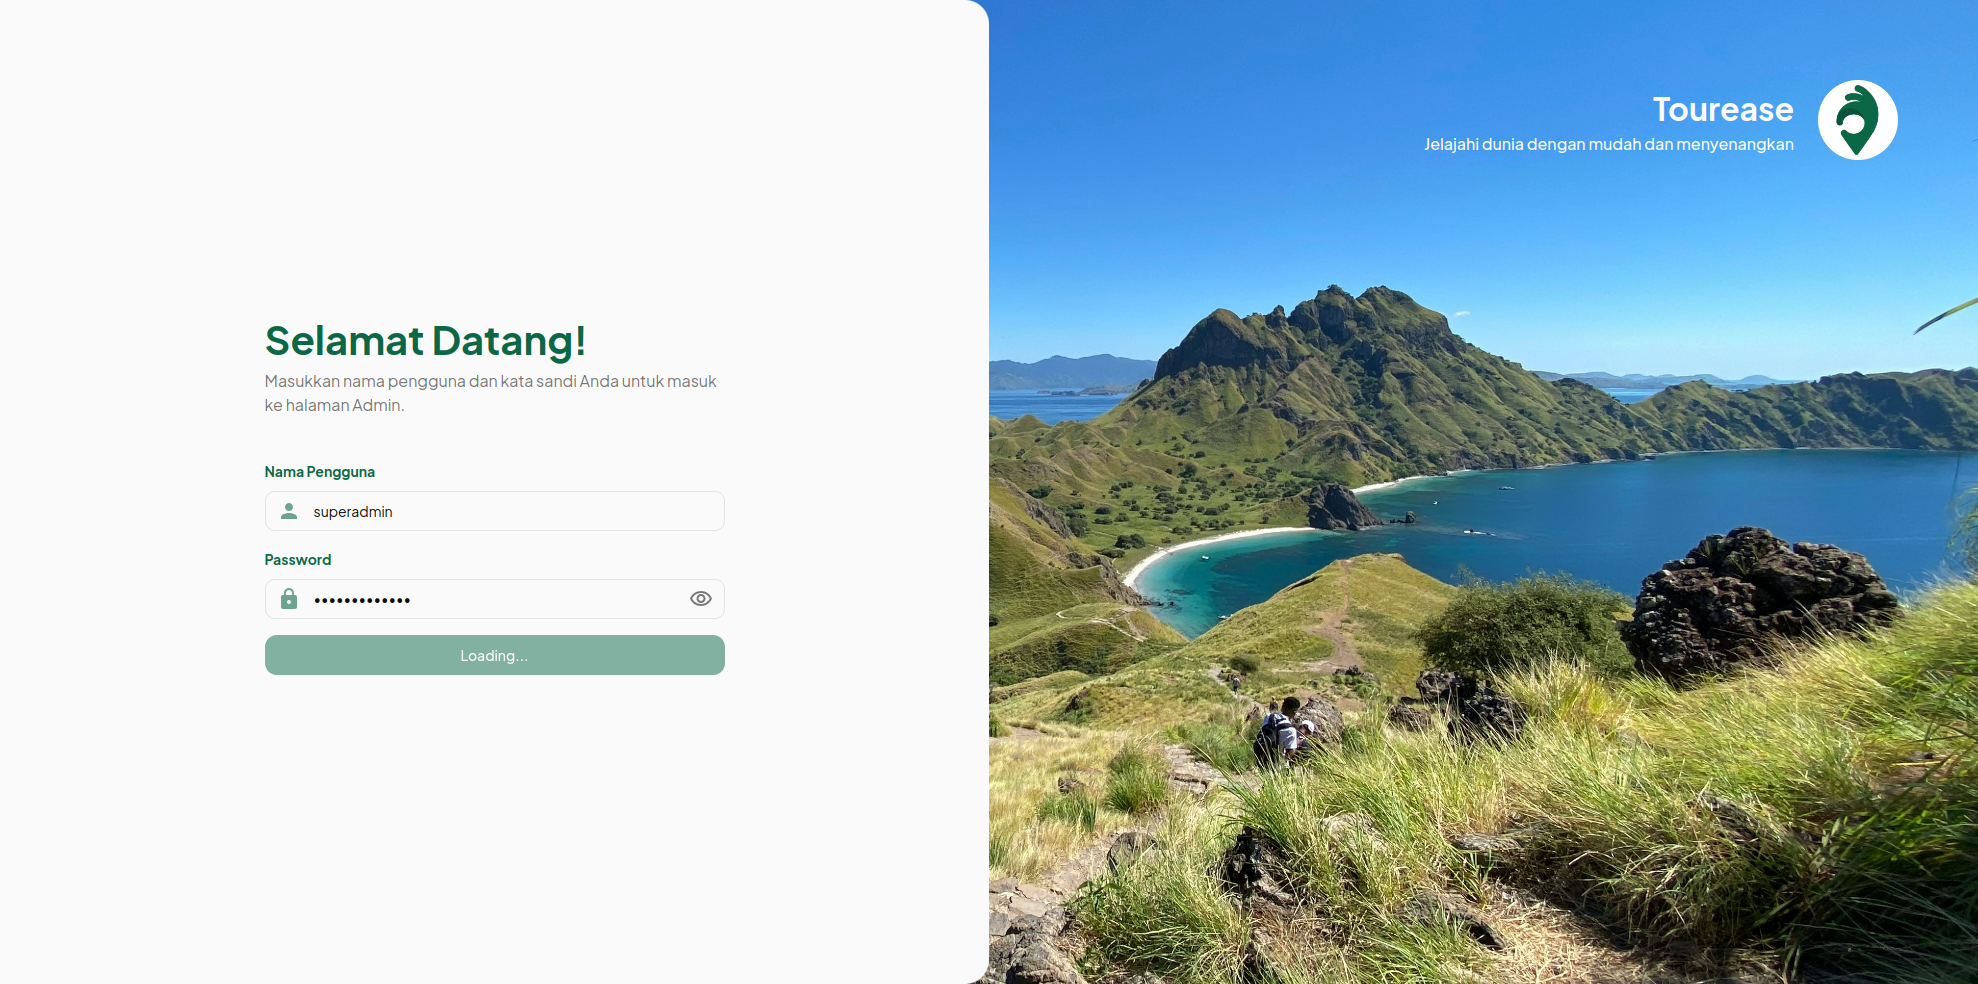 Selamat Datang!
Masukkan nama pengguna dan kata sandi Anda untuk masuk
ke halaman Admin.
Nama Pengguna
superadmin
Password
•••••••••••••
Loading...
Tourease
Jelajahi dunia dengan mudah dan menyenangkan